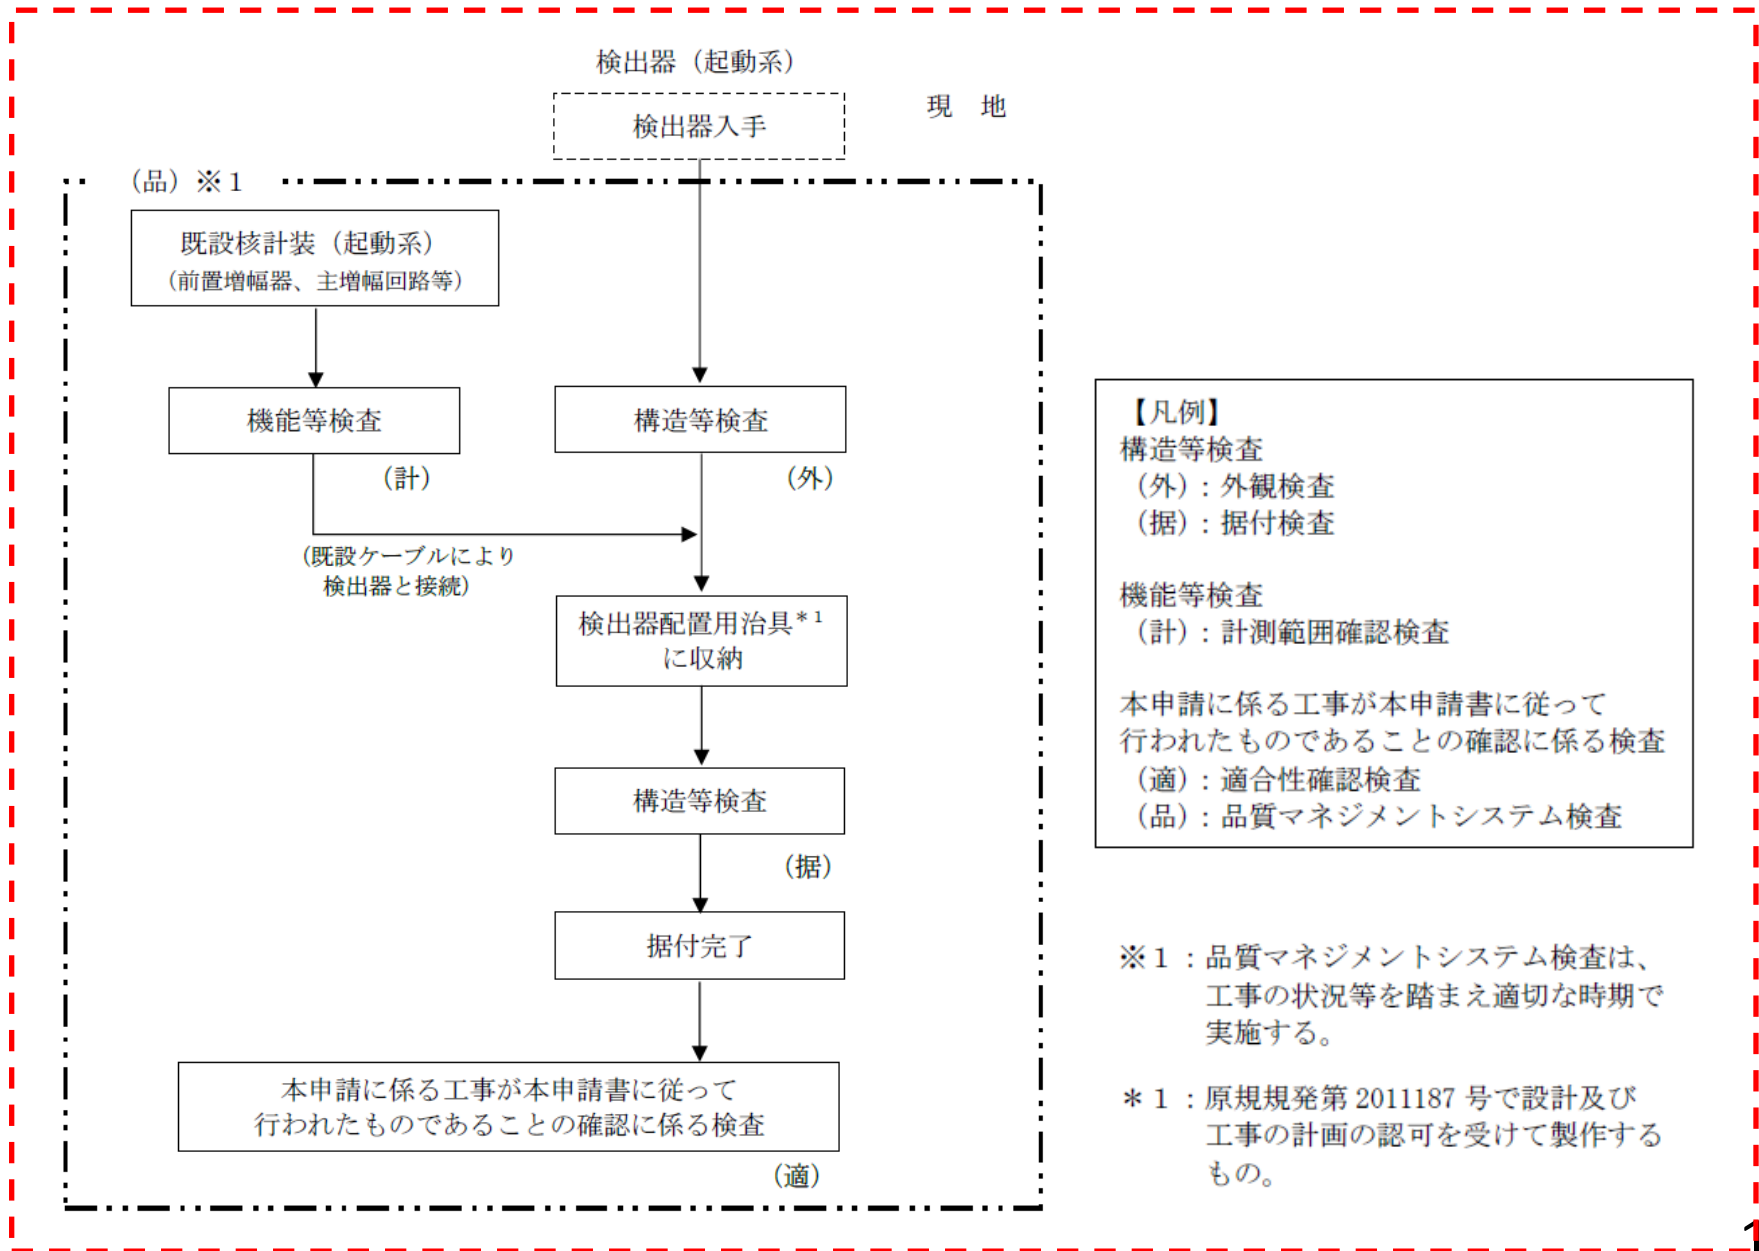 検出器（起動系）
検出器入手
現　地
（品）※１
既設核計装（起動系）
（前置増幅器、主増幅回路等）
機能等検査
（計）
構造等検査
（外）
（既設ケーブルにより
検出器と接続）
検出器配置用治具＊１
に収納
構造等検査
（据）
据付完了
本申請に係る工事が本申請書に従って
行われたものであることの確認に係る検査
（適）
【凡例】
構造等検査
（外）：外観検査
（据）：据付検査
機能等検査
（計）：計測範囲確認検査
本申請に係る工事が本申請書に従って
行われたものであることの確認に係る検査
（適）：適合性確認検査
（品）：品質マネジメントシステム検査
※１：品質マネジメントシステム検査は、
工事の状況等を踏まえ適切な時期で
実施する。
＊１：原規規発第 2011187 号で設計及び
工事の計画の認可を受けて製作する
もの。